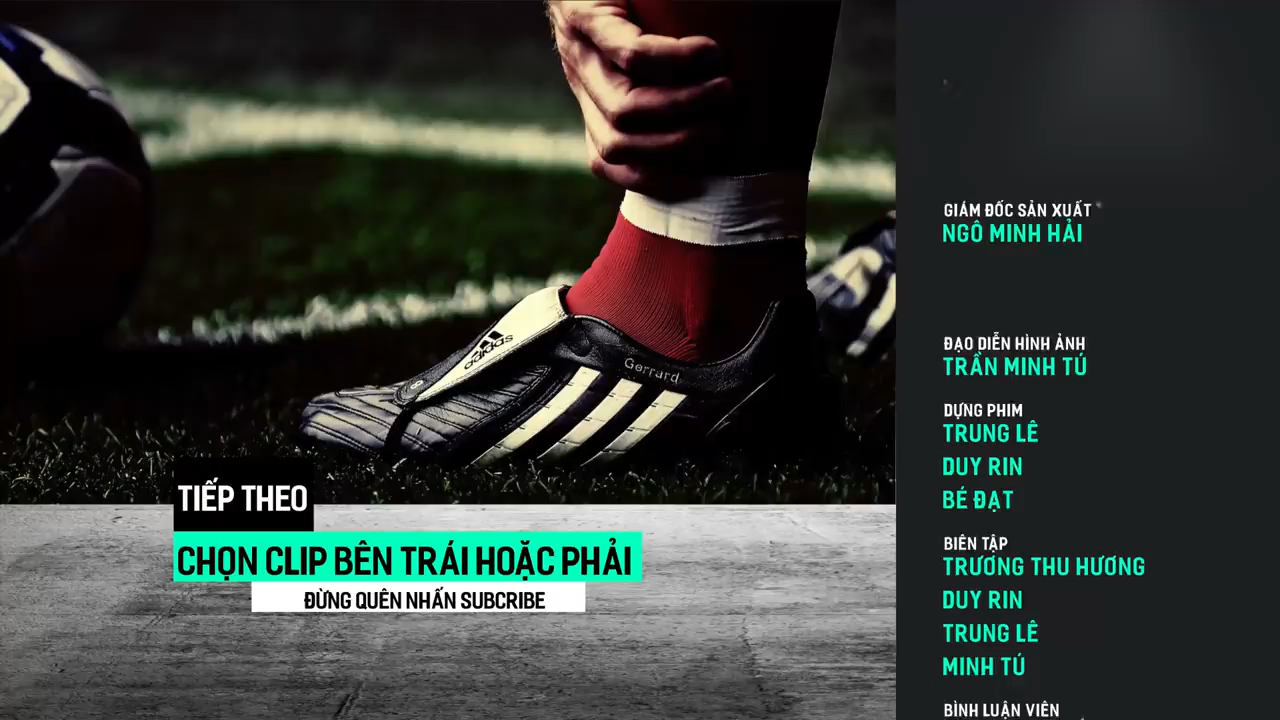 adidas
Gerrard
8
TIẾP THEO
CHỌN CLIP BÊN TRÁI HOẶC PHẢI
ĐỪNG QUÊN NHẤN SUBCRIBE
GIÁM ĐỐC SẢN XUẤT
NGÔ MINH HẢI
ĐẠO DIỄN HÌNH ẢNH
TRẦN MINH TÚ
DỰNG PHIM
TRUNG LÊ
DUY RIN
BÉ ĐẠT
BIÊN TẬP
TRƯƠNG THU HƯƠNG
DUY RIN
TRUNG LÊ
MINH TÚ
BÌNH LUẬN VIÊN